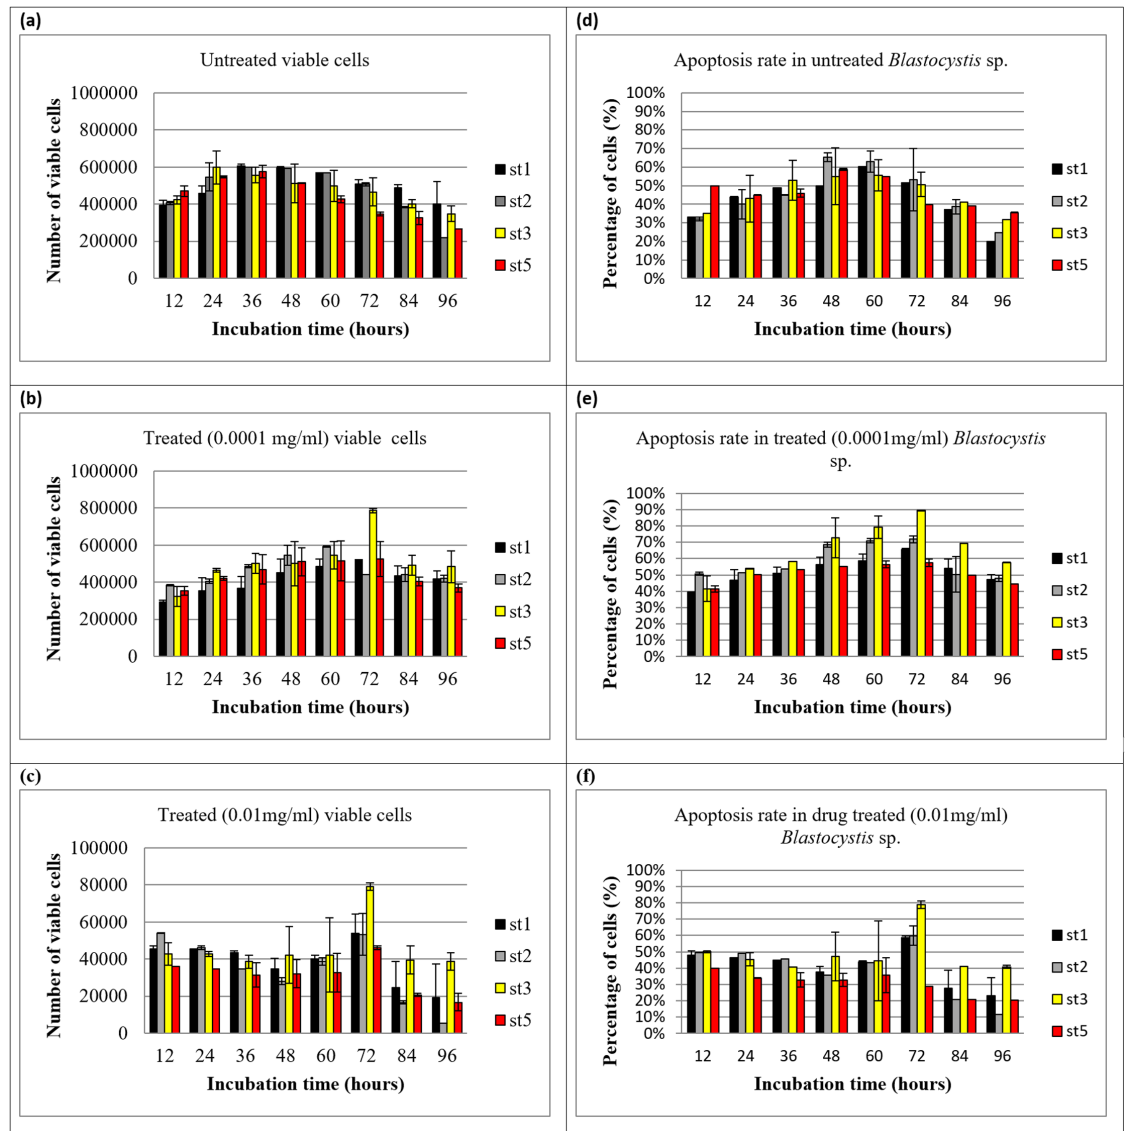 (a)
Untreated viable cells
Number of viable cells
1000000
800000
600000
400000
200000
0
12 24 36 48 60 72 84 96
Incubation time (hours)
st1
st2
st3
st5
(d)
Apoptosis rate in untreated Blastocystis sp.
Percentage of cells (%)
100%
90%
80%
70%
60%
50%
40%
30%
20%
10%
0%
12 24 36 48 60 72 84 96
Incubation time (hours)
st1
st2
st3
st5
(b)
Treated (0.0001 mg/ml) viable cells
Number of viable cells
1000000
800000
600000
400000
200000
0
12 24 36 48 60 72 84 96
Incubation time (hours)
st1
st2
st3
st5
(e)
Apoptosis rate in treated (0.0001mg/ml) Blastocystis
sp.
Percentage of cells (%)
100%
90%
80%
70%
60%
50%
40%
30%
20%
10%
0%
12 24 36 48 60 72 84 96
Incubation time (hours)
st1
st2
st3
st5
(c)
Treated (0.01mg/ml) viable cells
Number of viable cells
100000
80000
60000
40000
20000
0
12 24 36 48 60 72 84 96
Incubation time (hours)
st1
st2
st3
st5
(f)
Apoptosis rate in drug treated (0.01mg/ml)
Blastocystis sp.
Percentage of cells (%)
100%
90%
80%
70%
60%
50%
40%
30%
20%
10%
0%
12 24 36 48 60 72 84 96
Incubation time (hours)
st1
st2
st3
st5